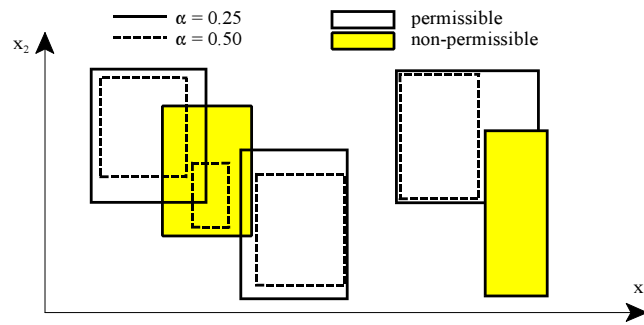 α = 0.25
permissible
α = 0.50
non-permissible
x₂
x